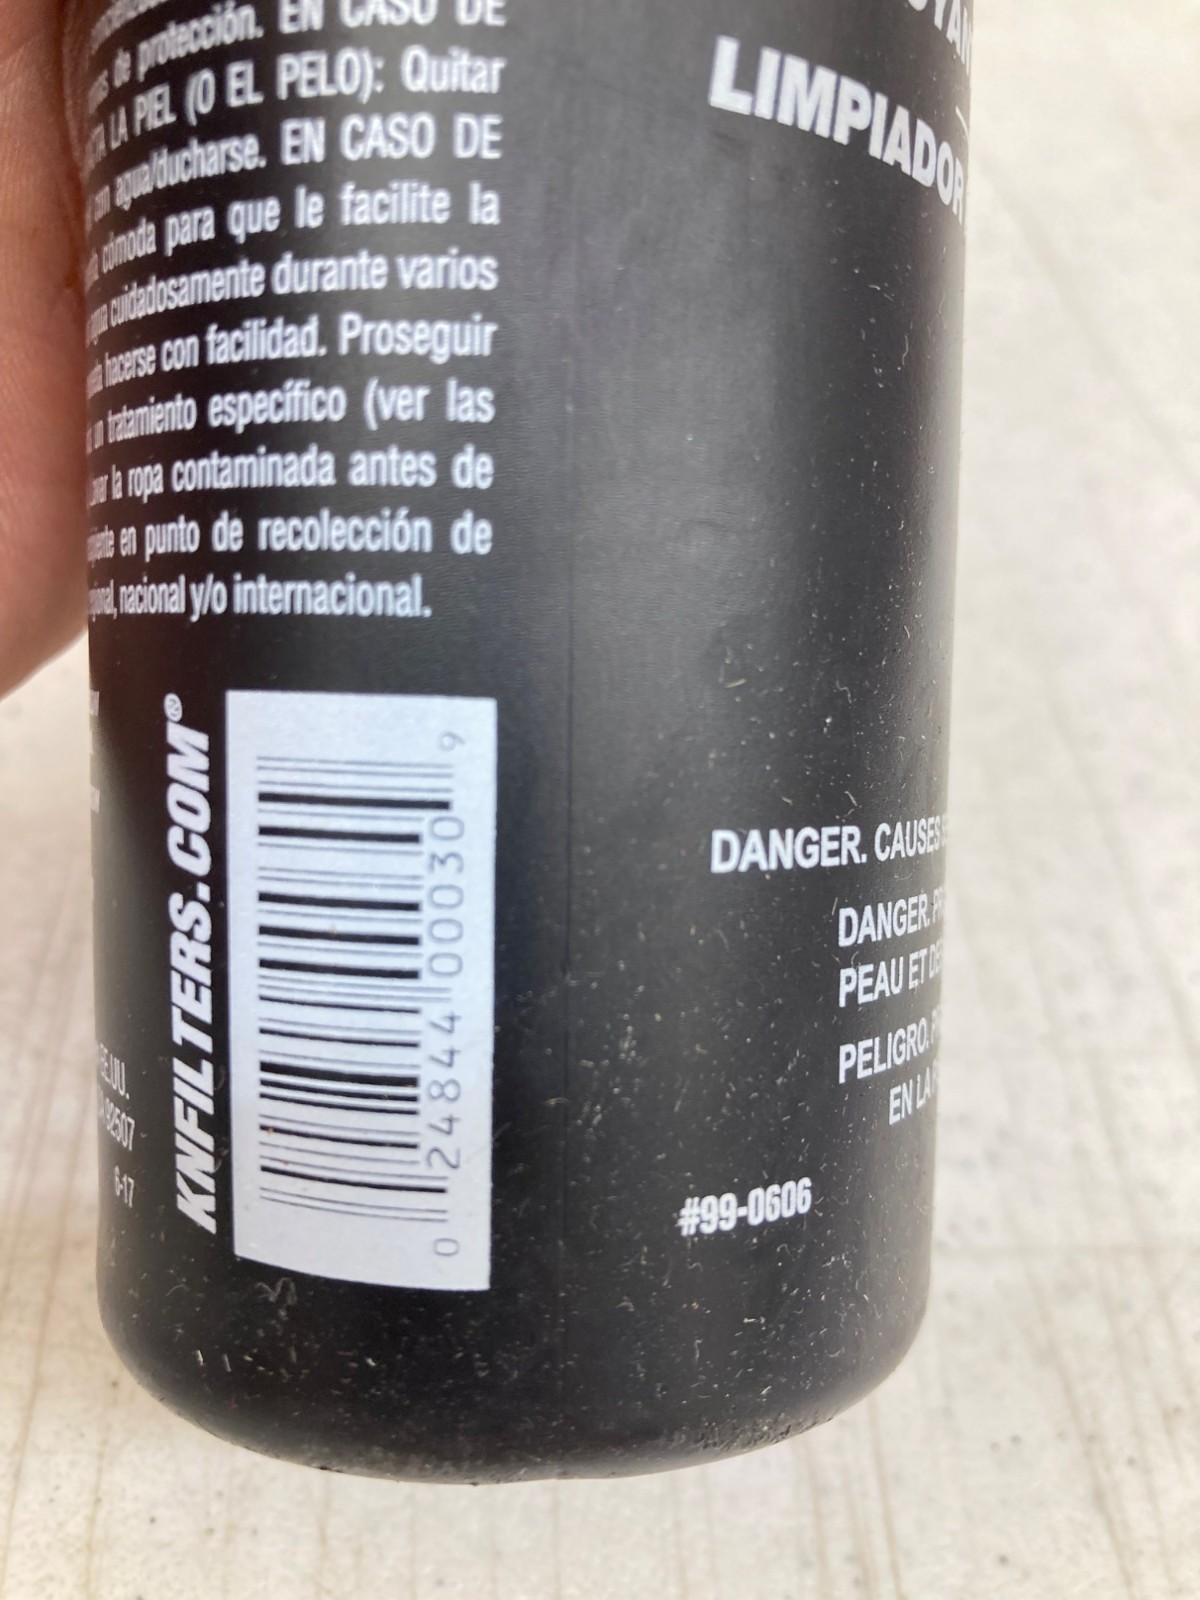 de protección. EN CASO DE
LA PIEL (O EL PELO): Quitar
con agua/ducharse. EN CASO DE
cómoda para que le facilite la
cuidadosamente durante varios
hacerse con facilidad. Proseguir
un tratamiento específico (ver las
la ropa contaminada antes de
en punto de recolección de
nacional y/o internacional.
EE.UU.
92507
6-17
KNFILTERS.COM®
0 24844 00030 9
LIMPIADOR
DANGER. CAUSES
DANGER.
PEAU ET
PELIGRO.
EN LA
#99-0606